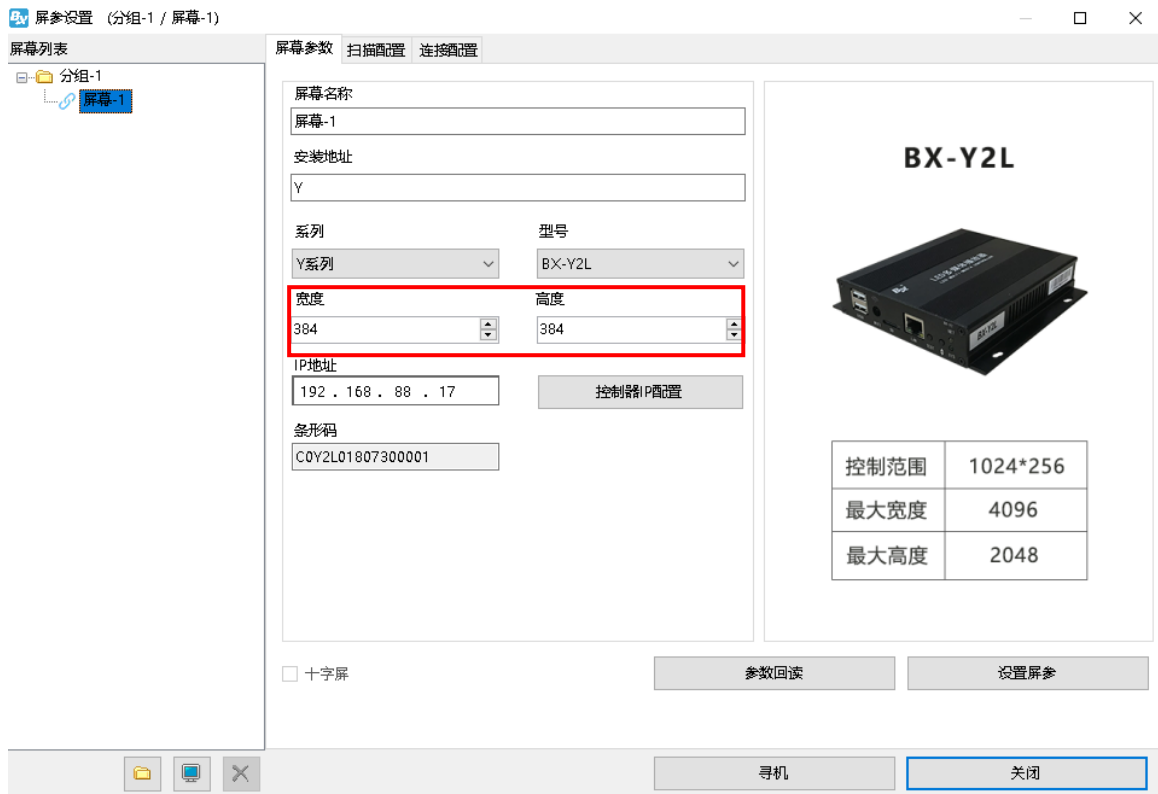 BX 屏参设置 (分组-1 / 屏幕-1)
屏幕列表
分组-1
屏幕-1
屏幕参数 扫描配置 连接配置
屏幕名称
屏幕-1
安装地址
Y
系列 型号
Y系列 BX-Y2L
宽度 高度
384 384
IP地址
192 . 168 . 88 . 17 控制器IP配置
条形码
C0Y2L01807300001
BX-Y2L
BX-Y2L
控制范围 1024*256
最大宽度 4096
最大高度 2048
十字屏 参数回读 设置屏参
寻机 关闭